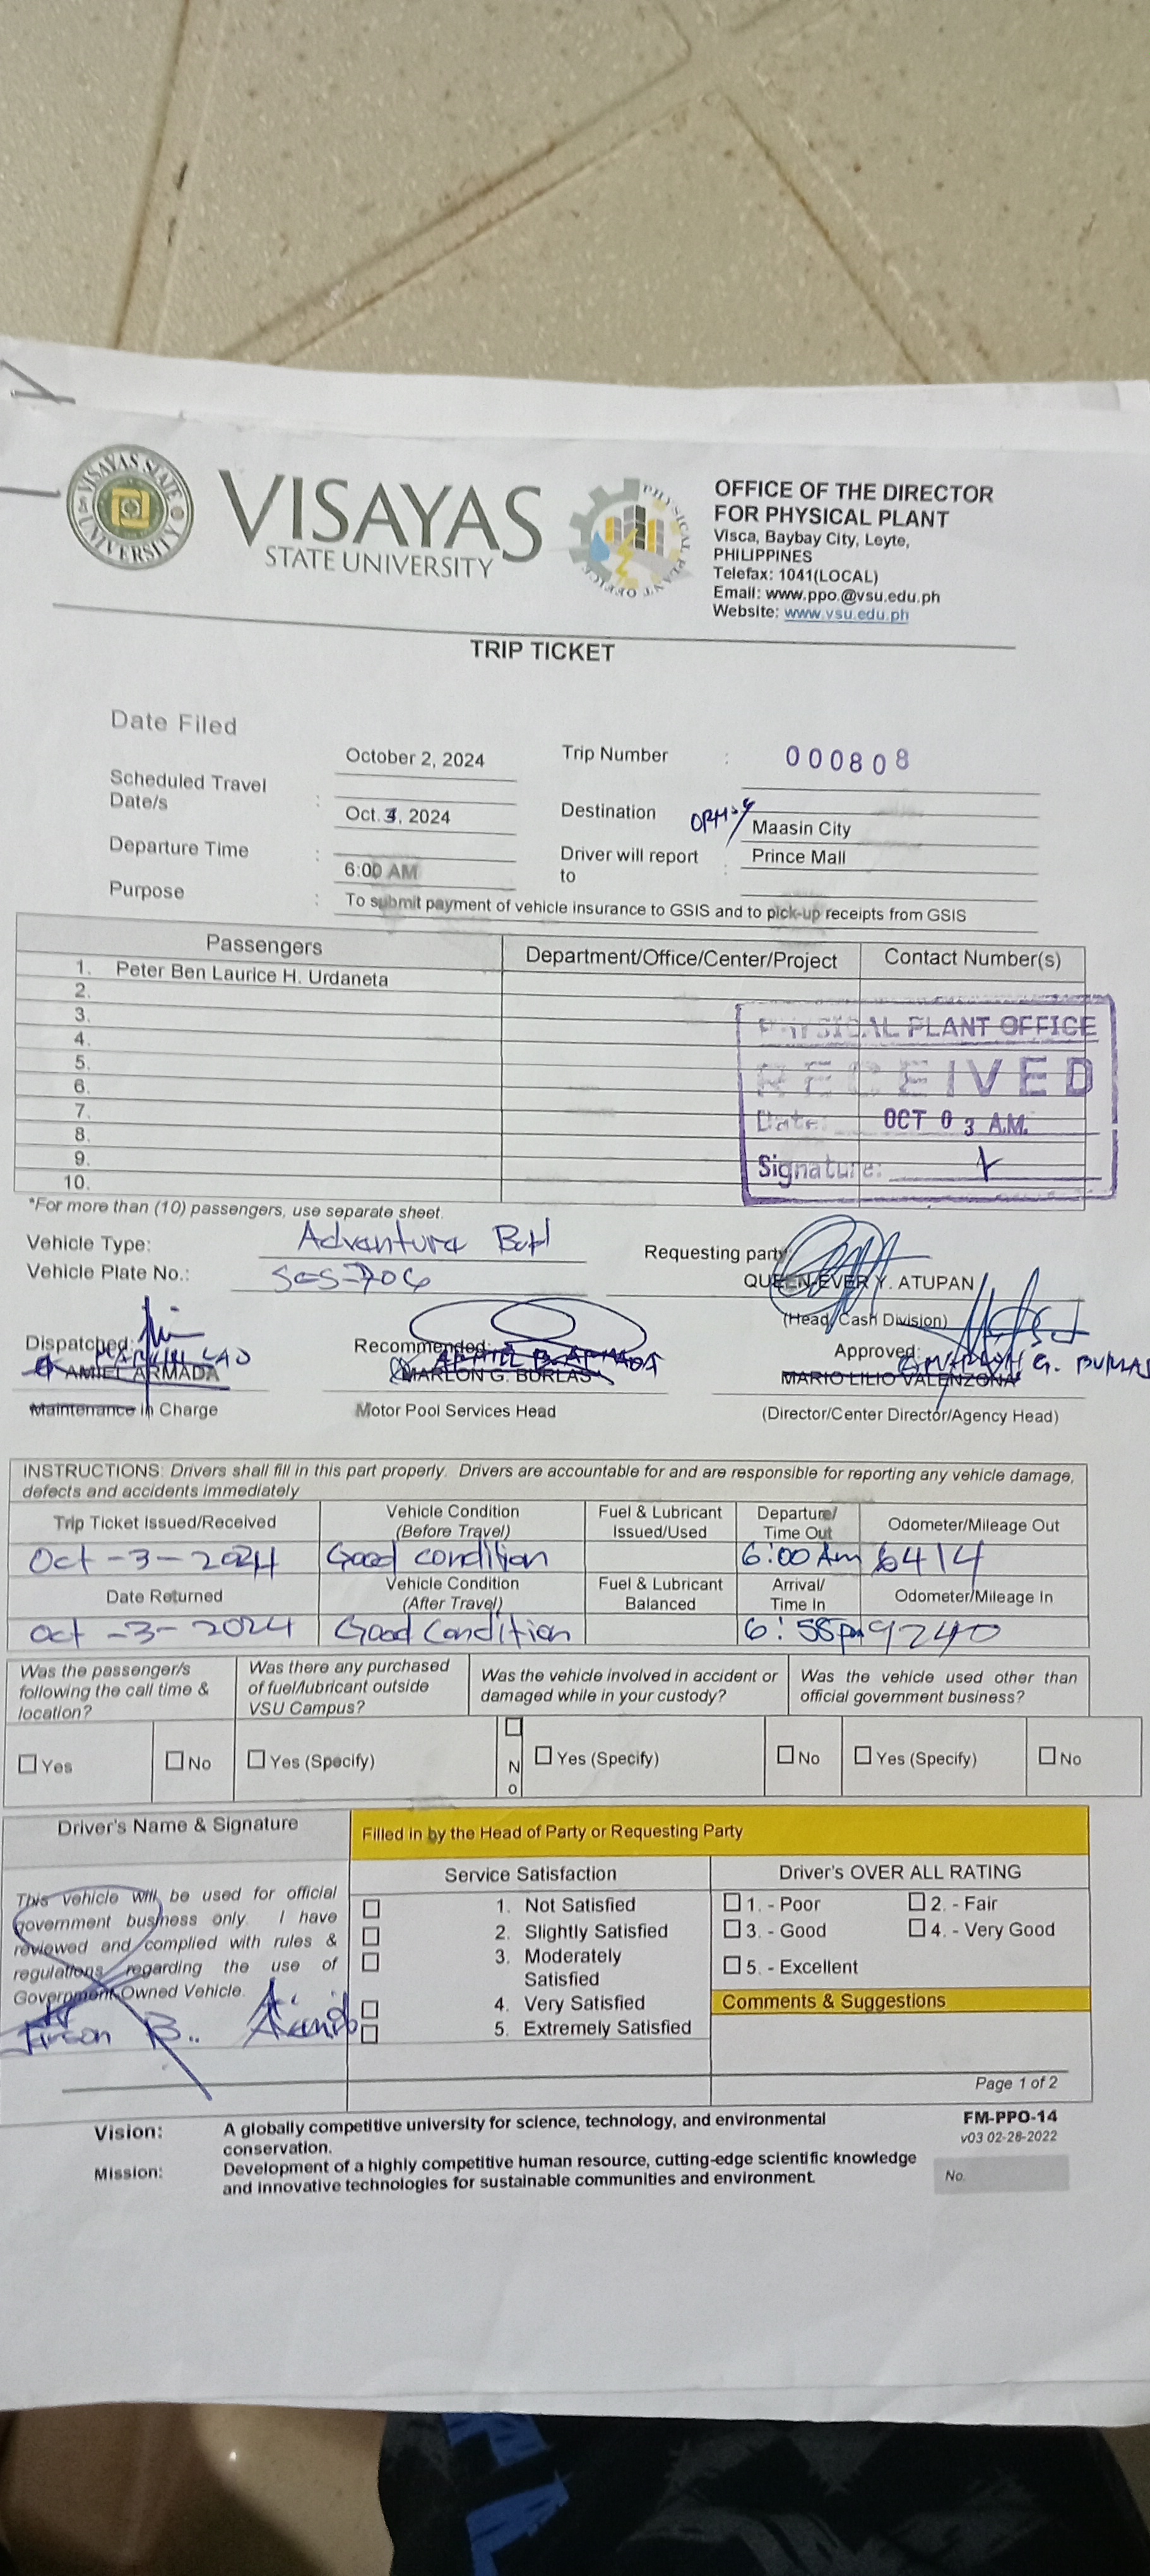 VISAYAS STATE UNIVERSITY
VISAYAS
STATE UNIVERSITY
PHYSICAL PLANT OFFICE
OFFICE OF THE DIRECTOR
FOR PHYSICAL PLANT
Visca, Baybay City, Leyte,
PHILIPPINES
Telefax: 1041(LOCAL)
Email: www.ppo.@vsu.edu.ph
Website: www.vsu.edu.ph
TRIP TICKET
Date Filed October 2, 2024 Trip Number : 000808
Scheduled Travel Date/s : Oct. 3, 2024 Destination Maasin City
Departure Time : 6:00 AM Driver will report to : Prince Mall
Purpose : To submit payment of vehicle insurance to GSIS and to pick-up receipts from GSIS
Passengers Department/Office/Center/Project Contact Number(s)
1. Peter Ben Laurice H. Urdaneta
2.
3.
4.
5.
6.
7.
8.
9.
10.
PHYSICAL PLANT OFFICE
RECEIVED
Date: OCT 03 A.M.
Signature:
*For more than (10) passengers, use separate sheet.
Vehicle Type: Adventura
Vehicle Plate No.: SGS-706
Requesting party:
QUEEN-EVER Y. ATUPAN
(Head, Cash Division)
Dispatched: Recommended: Approved:
AMIEL ARMADA MARLON G. BURLAS MARIO LILIO VALENZONA
Maintenance in Charge Motor Pool Services Head (Director/Center Director/Agency Head)
INSTRUCTIONS: Drivers shall fill in this part properly. Drivers are accountable for and are responsible for reporting any vehicle damage,
defects and accidents immediately
Trip Ticket Issued/Received Vehicle Condition (Before Travel) Fuel & Lubricant Issued/Used Departure/ Time Out Odometer/Mileage Out
Oct-3-2024 Good condition 6:00 Am 6414
Date Returned Vehicle Condition (After Travel) Fuel & Lubricant Balanced Arrival/ Time In Odometer/Mileage In
Oct-3-2024 Good Condition 6:58pm 9240
Was the passenger/s following the call time & location? Was there any purchased of fuel/lubricant outside VSU Campus? Was the vehicle involved in accident or damaged while in your custody? Was the vehicle used other than official government business?
Yes No Yes (Specify) No Yes (Specify) No Yes (Specify) No
Driver's Name & Signature
Filled in by the Head of Party or Requesting Party
This vehicle will be used for official
government business only. I have
reviewed and complied with rules &
regulations regarding the use of
Government Owned Vehicle.
Service Satisfaction
1. Not Satisfied
2. Slightly Satisfied
3. Moderately
Satisfied
4. Very Satisfied
5. Extremely Satisfied
Driver's OVER ALL RATING
1. - Poor 2. - Fair
3. - Good 4. - Very Good
5. - Excellent
Comments & Suggestions
Page 1 of 2
Vision: A globally competitive university for science, technology, and environmental
conservation.
Mission: Development of a highly competitive human resource, cutting-edge scientific knowledge
and innovative technologies for sustainable communities and environment.
FM-PPO-14
v03 02-28-2022
No.